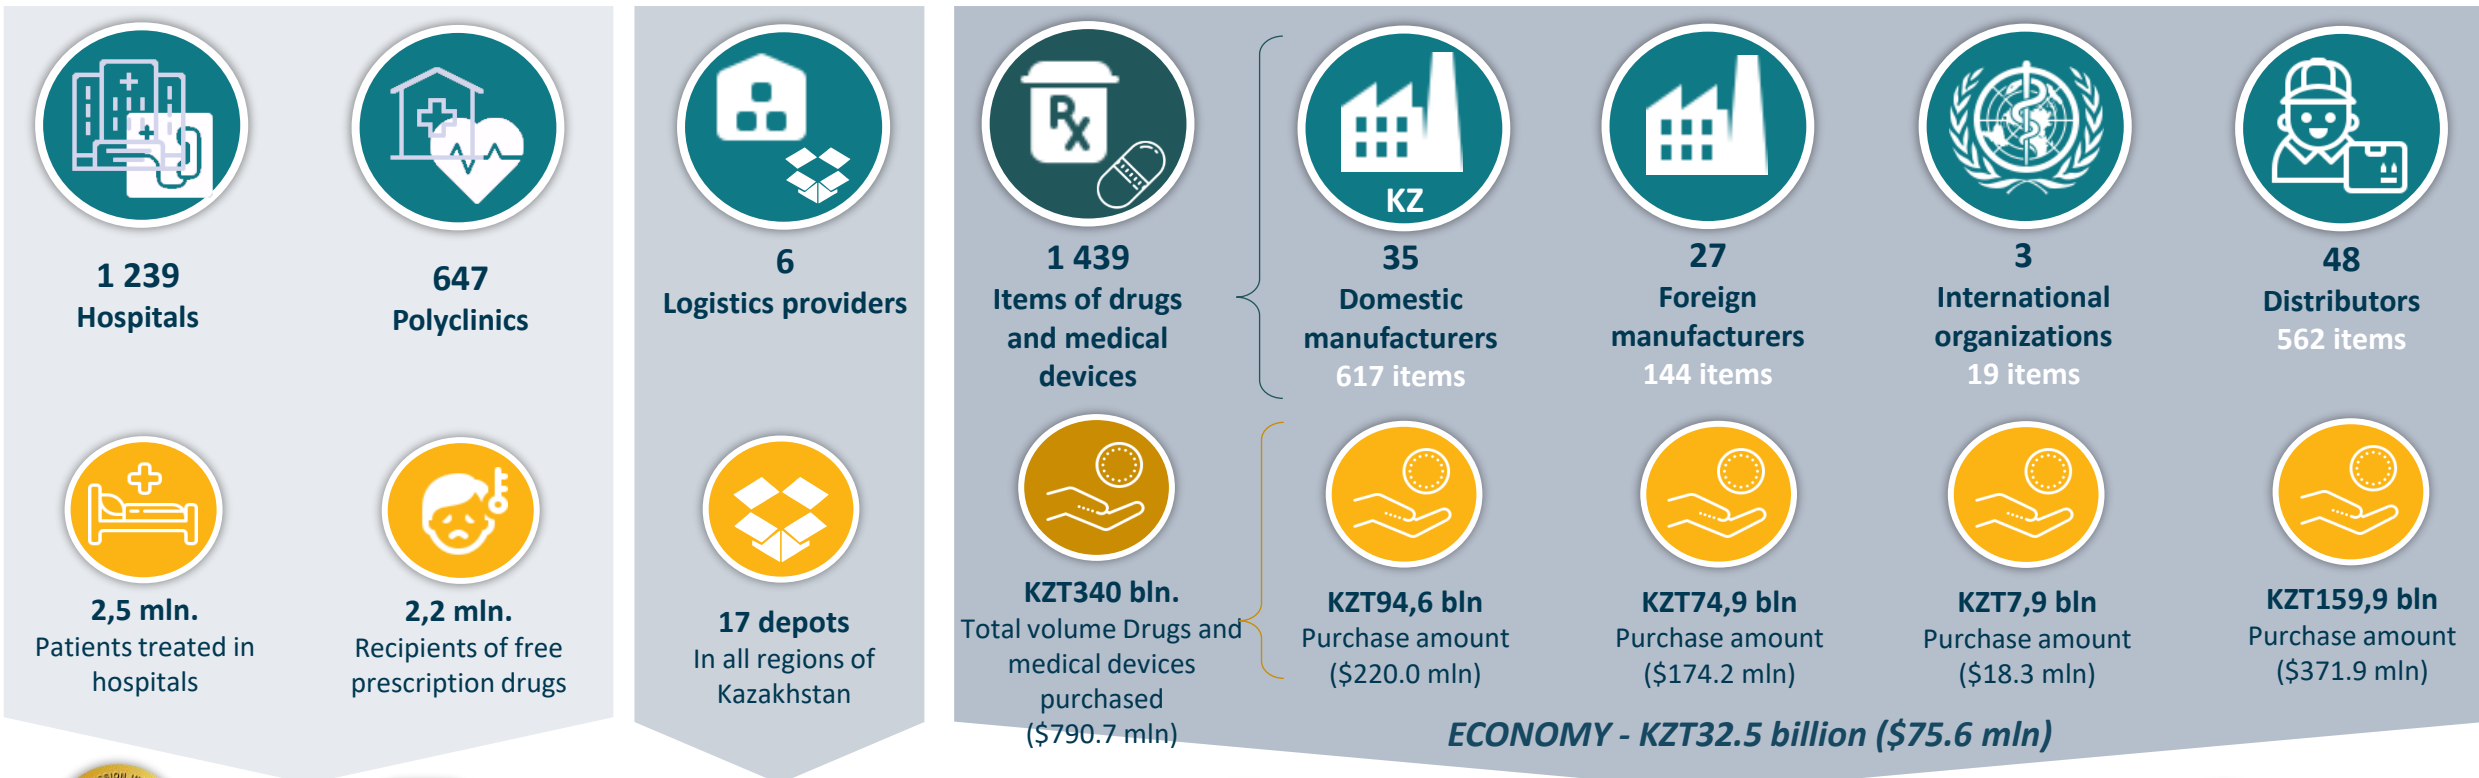 1 239
Hospitals
647
Polyclinics
2,5 mln.
Patients treated in
hospitals
2,2 mln.
Recipients of free
prescription drugs
6
Logistics providers
17 depots
In all regions of
Kazakhstan
Rx
1 439
Items of drugs
and medical
devices
KZ
35
Domestic
manufacturers
617 items
27
Foreign
manufacturers
144 items
3
International
organizations
19 items
48
Distributors
562 items
KZT340 bln.
Total volume Drugs and
medical devices
purchased
($790.7 mln)
KZT94,6 bln
Purchase amount
($220.0 mln)
KZT74,9 bln
Purchase amount
($174.2 mln)
KZT7,9 bln
Purchase amount
($18.3 mln)
KZT159,9 bln
Purchase amount
($371.9 mln)
ECONOMY - KZT32.5 billion ($75.6 mln)